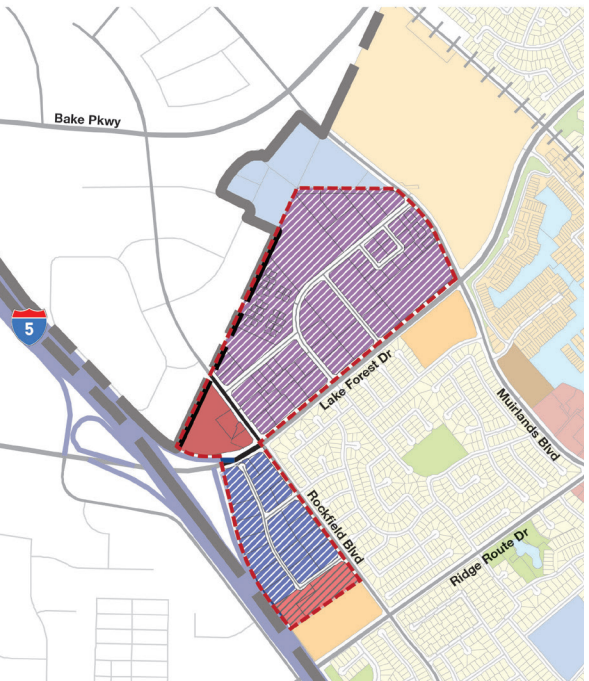 Bake Pkwy
5
Lake Forest Dr
Muirlands Blvd
Rockfield Blvd
Ridge Route Dr